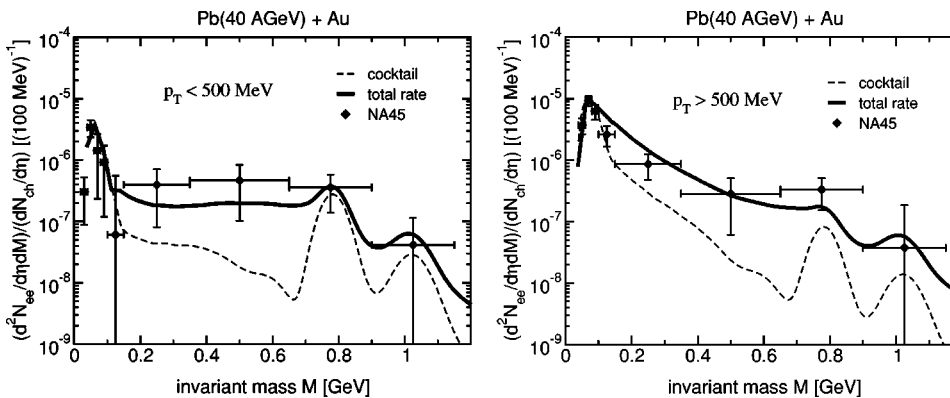 Pb(40 AGeV) + Au
(d²N_ee/dηdM)/(dN_ch/dη) [(100 MeV)⁻¹]
10⁻⁴
10⁻⁵
10⁻⁶
10⁻⁷
10⁻⁸
10⁻⁹
p_T < 500 MeV
cocktail
total rate
NA45
0 0.2 0.4 0.6 0.8 1
invariant mass M [GeV]
Pb(40 AGeV) + Au
(d²N_ee/dηdM)/(dN_ch/dη) [(100 MeV)⁻¹]
10⁻⁴
10⁻⁵
10⁻⁶
10⁻⁷
10⁻⁸
10⁻⁹
p_T > 500 MeV
cocktail
total rate
NA45
0 0.2 0.4 0.6 0.8 1
invariant mass M [GeV]